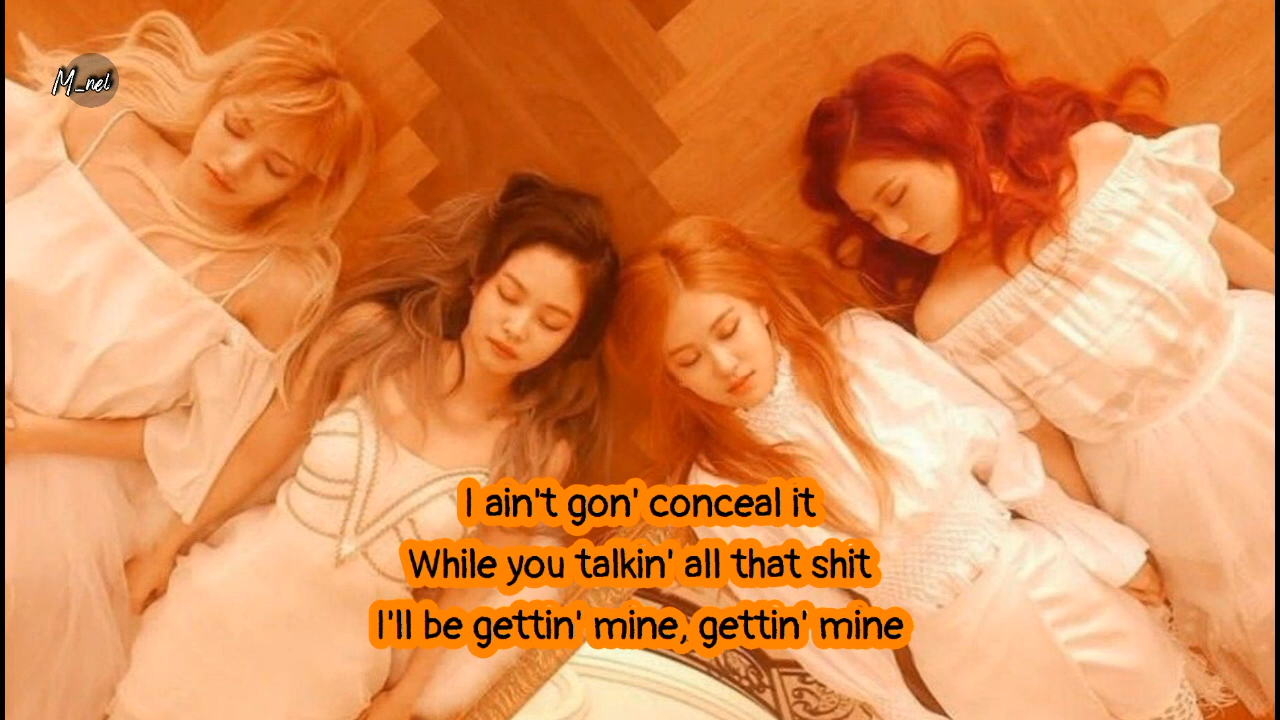 M_nel
I ain't gon' conceal it
While you talkin' all that shit
I'll be gettin' mine, gettin' mine